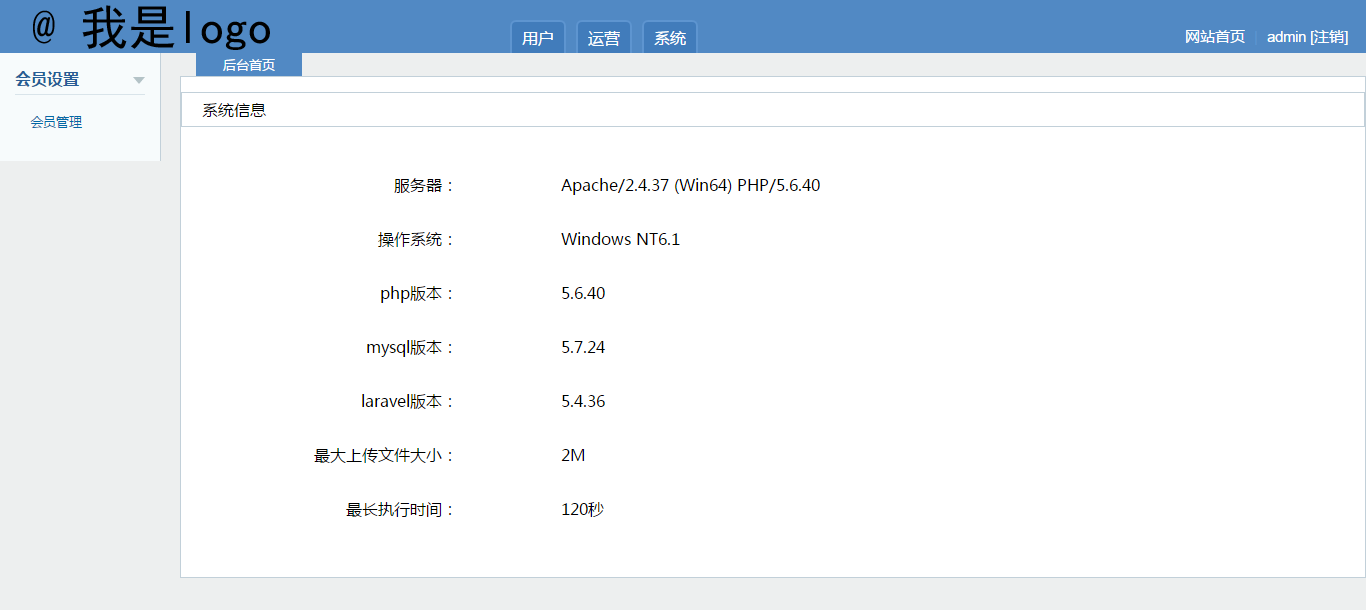 @ 我是logo
用户 运营 系统
网站首页 admin [注销]
会员设置
会员管理
后台首页
系统信息
服务器： Apache/2.4.37 (Win64) PHP/5.6.40
操作系统： Windows NT6.1
php版本： 5.6.40
mysql版本： 5.7.24
laravel版本： 5.4.36
最大上传文件大小： 2M
最长执行时间： 120秒